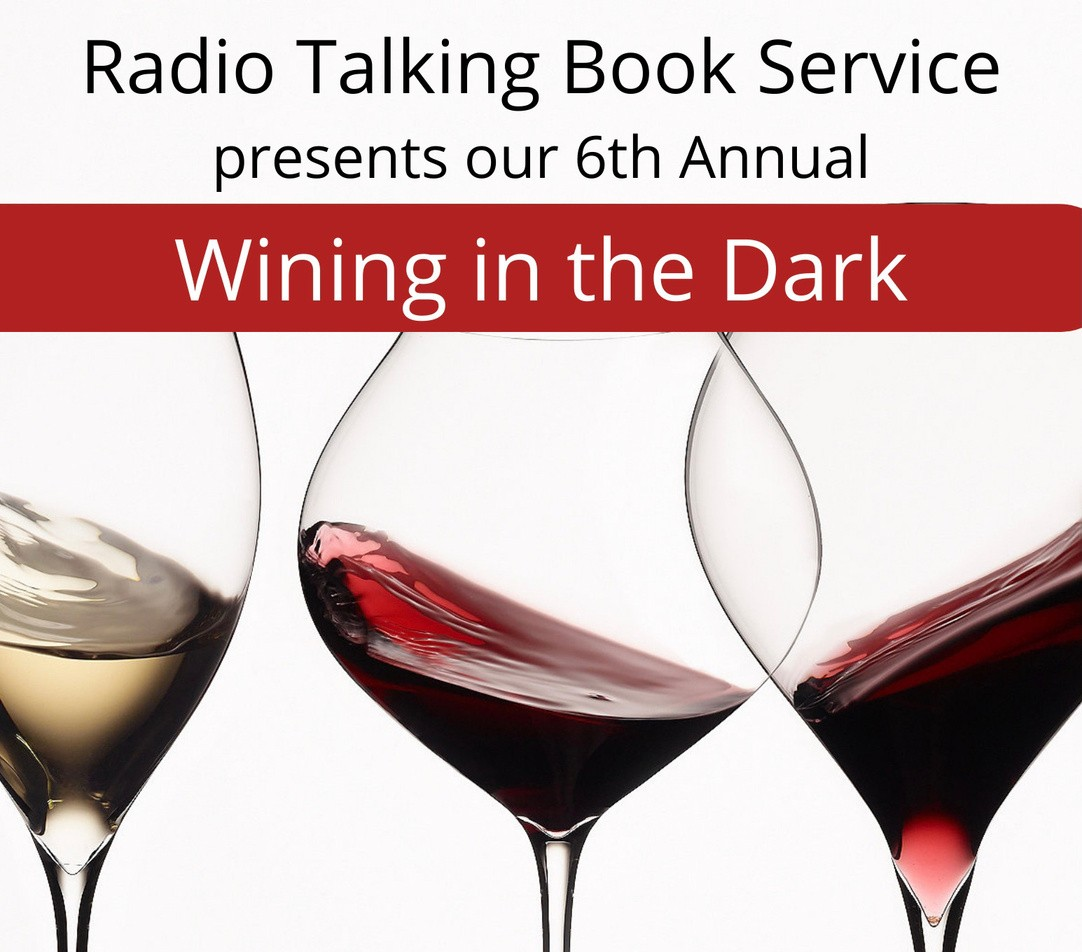 Radio Talking Book Service
presents our 6th Annual
Wining in the Dark